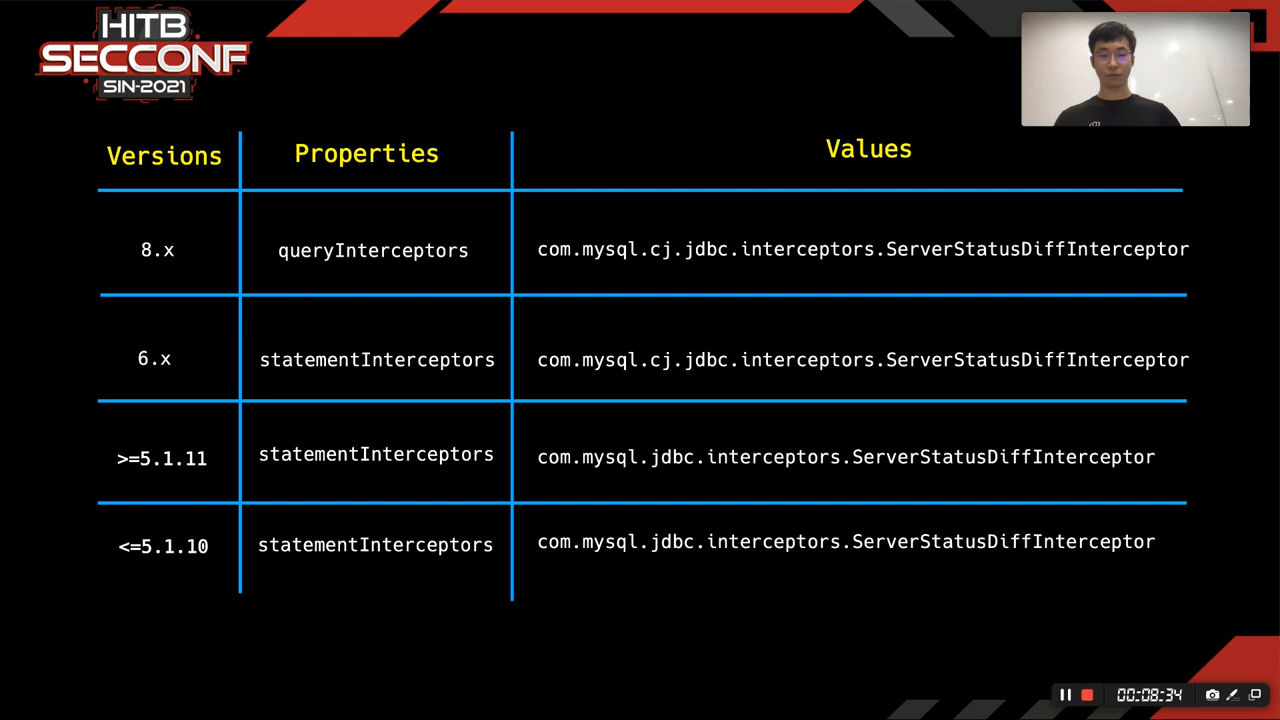 HITB
SECCONF
SIN-2021
Versions Properties Values
8.x queryInterceptors com.mysql.cj.jdbc.interceptors.ServerStatusDiffInterceptor
6.x statementInterceptors com.mysql.cj.jdbc.interceptors.ServerStatusDiffInterceptor
>=5.1.11 statementInterceptors com.mysql.jdbc.interceptors.ServerStatusDiffInterceptor
<=5.1.10 statementInterceptors com.mysql.jdbc.interceptors.ServerStatusDiffInterceptor
00:08:34